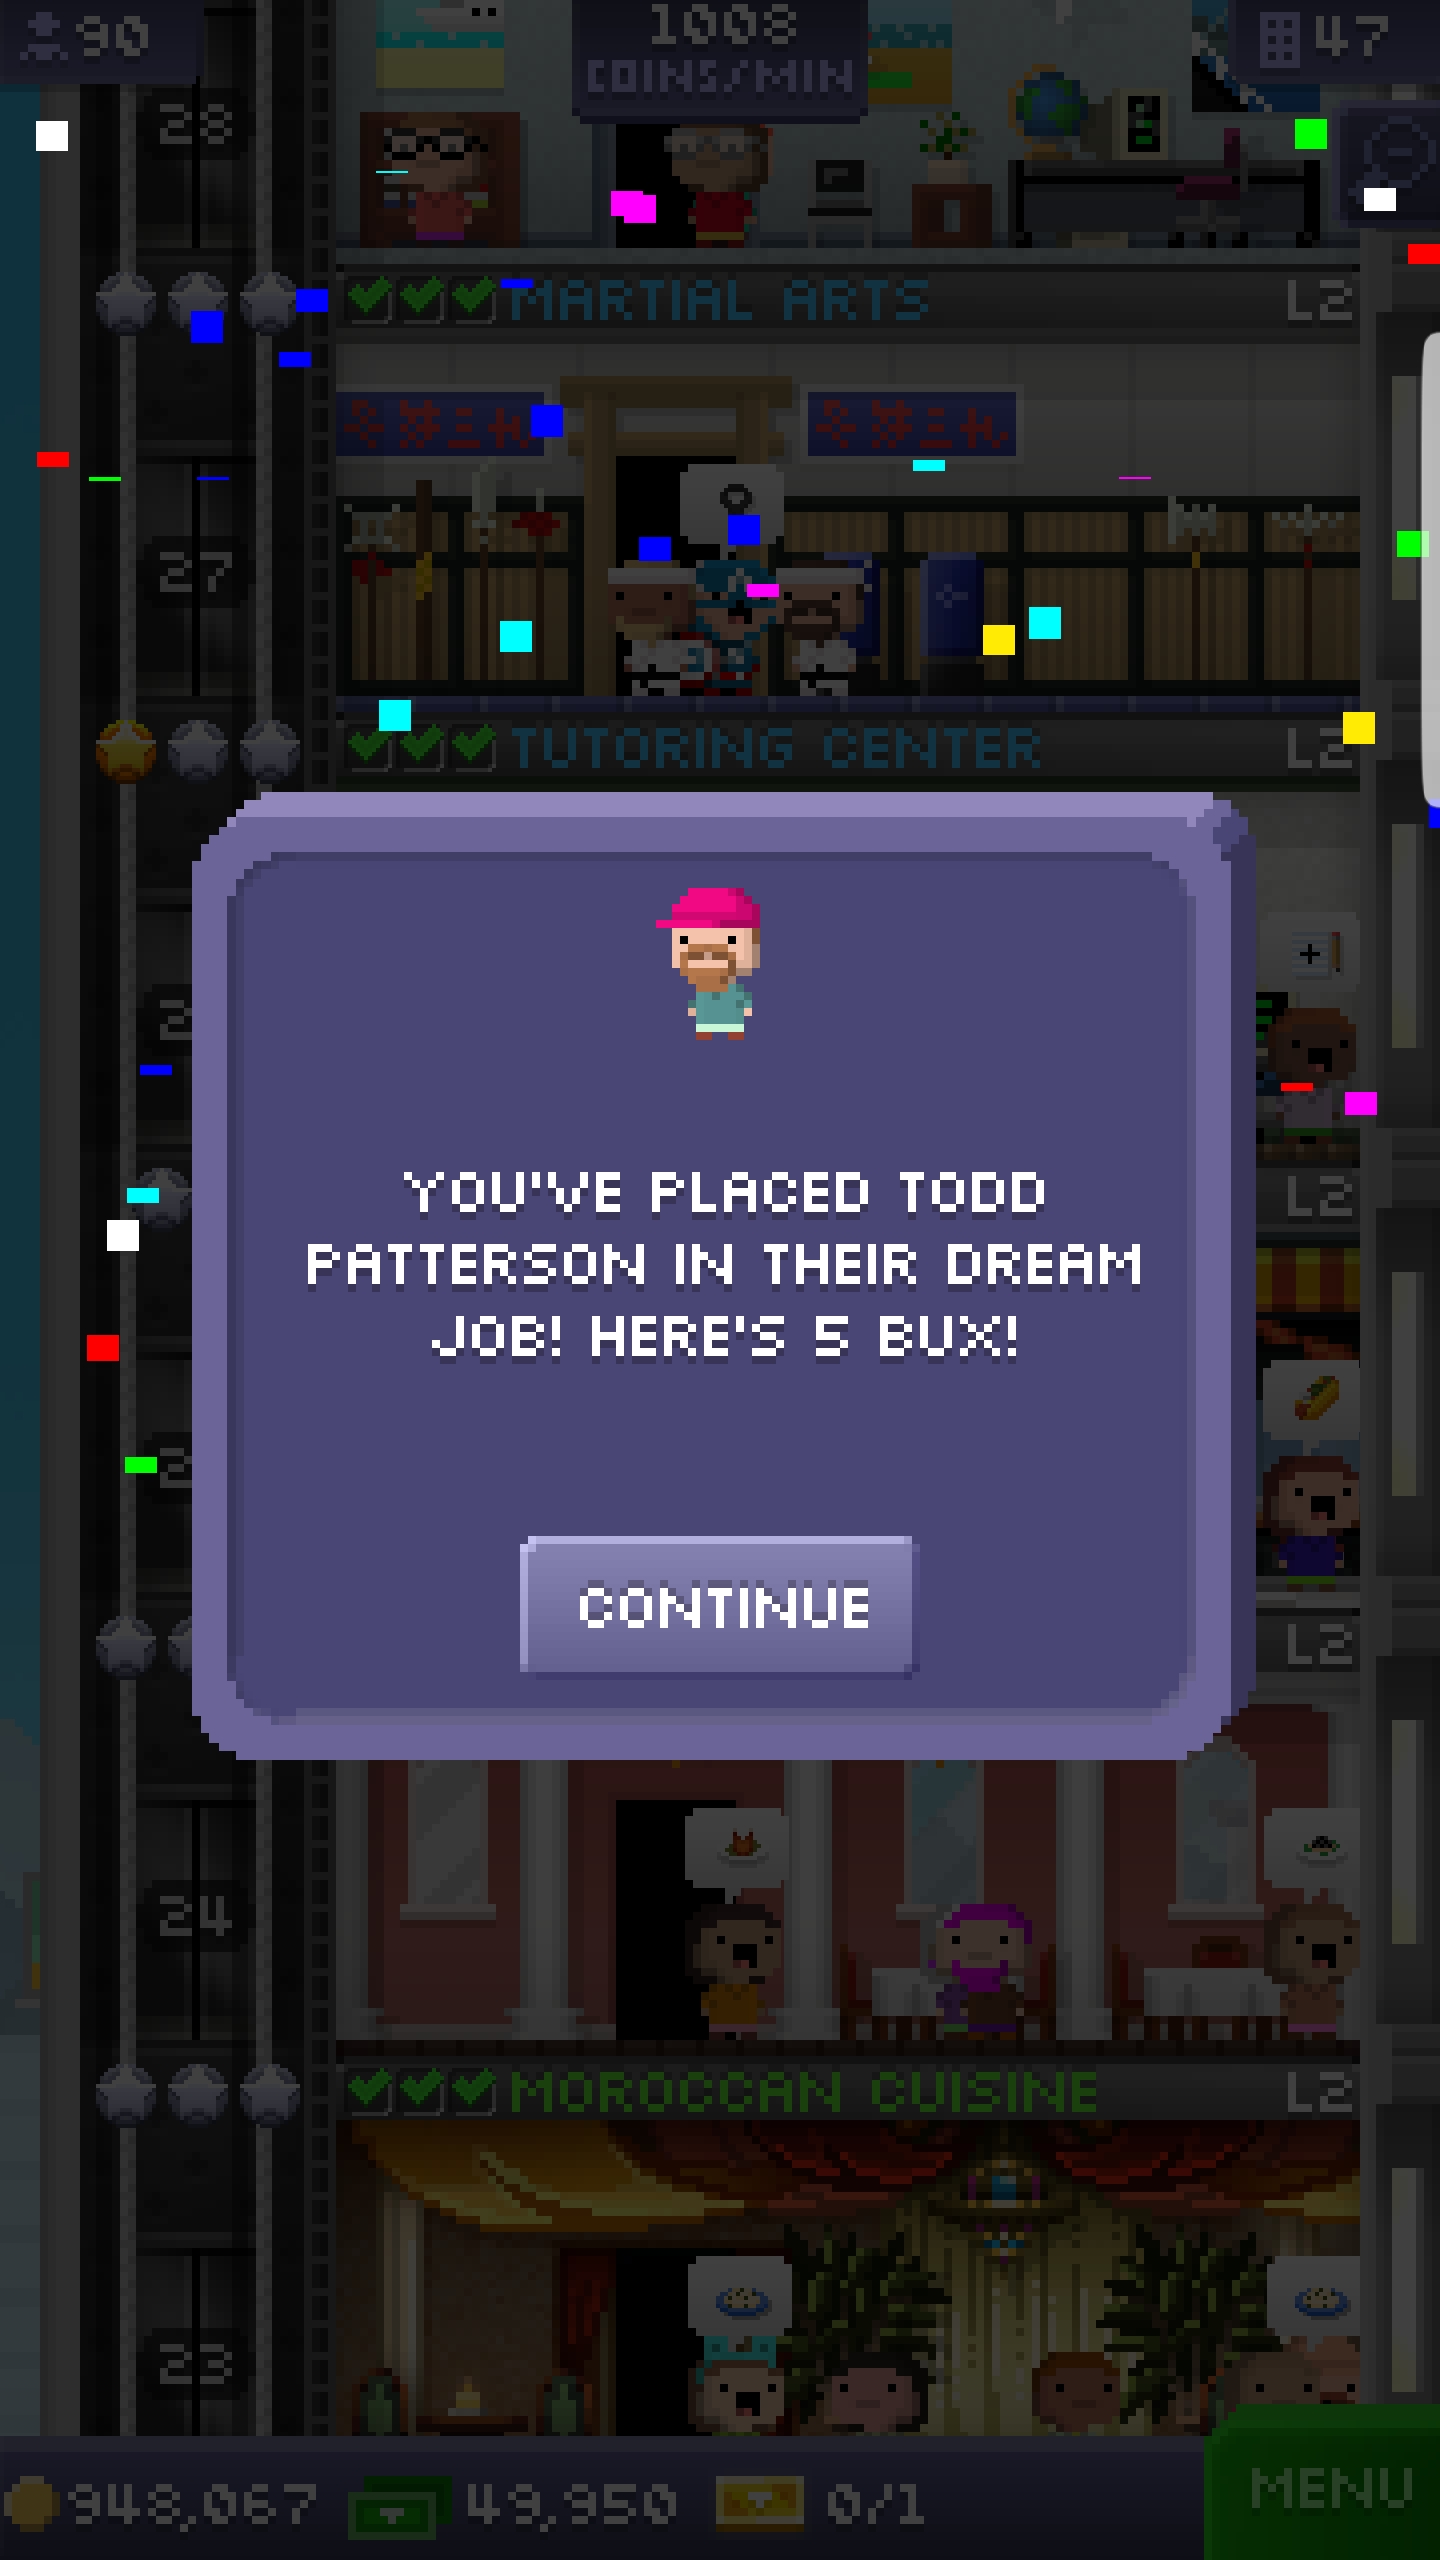 90
1008
COINS/MIN
47
28
MARTIAL ARTS
L2
27
TUTORING CENTER
L2
YOU'VE PLACED TODD
PATTERSON IN THEIR DREAM
JOB! HERE'S 5 BUX!
L2
CONTINUE
L2
24
MOROCCAN CUISINE
L2
23
948,067
49,950
0/1
MENU